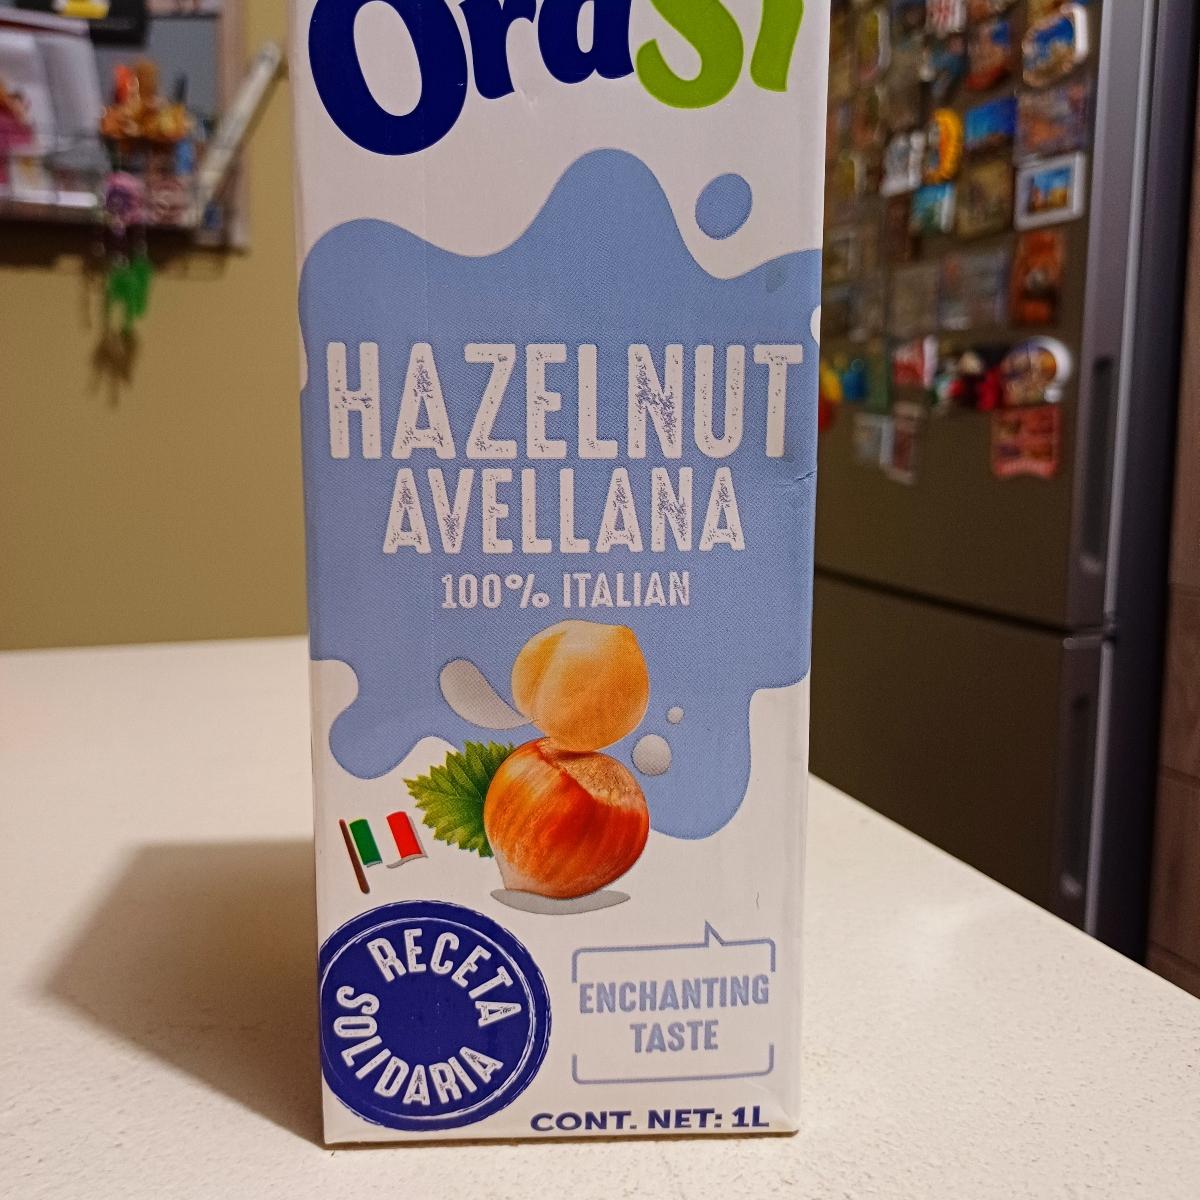 OraSì
HAZELNUT
AVELLANA
100% ITALIAN
RECETA
SOLIDARIA
ENCHANTING
TASTE
CONT. NET: 1L